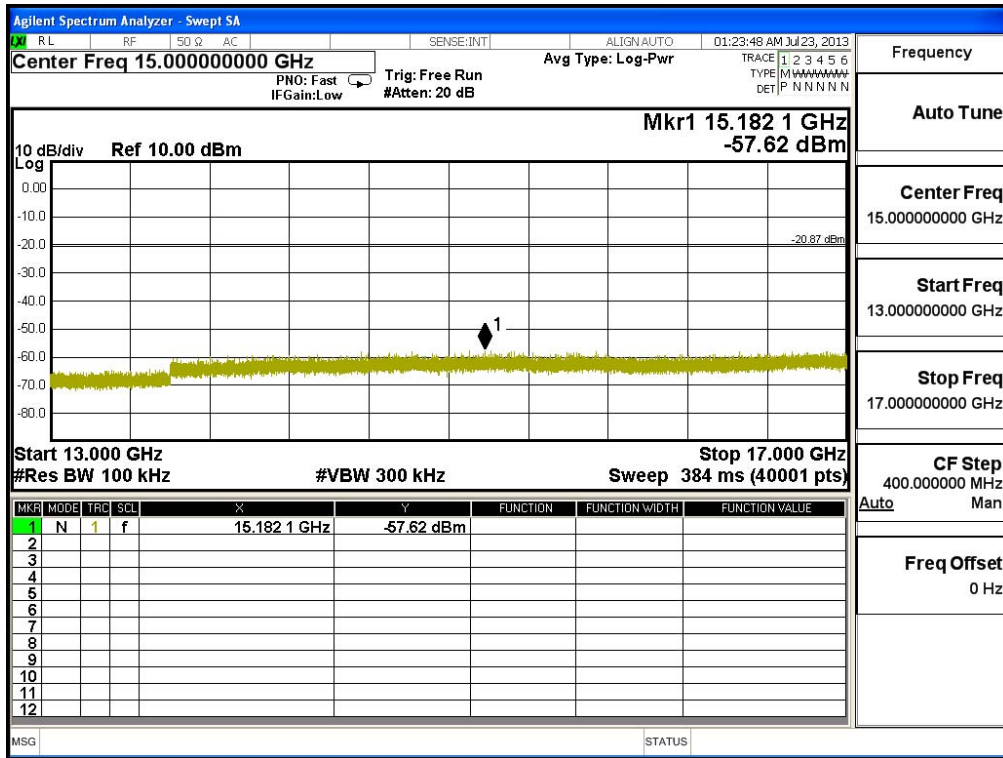 Agilent Spectrum Analyzer - Swept SA
LXI RL RF 50 Ω AC SENSE:INT ALIGNAUTO 01:23:48 AM Jul 23, 2013
Center Freq 15.000000000 GHz
Avg Type: Log-Pwr
TRACE 1 2 3 4 5 6
TYPE M WWWWW
DET P N N N N N
PNO: Fast
IFGain:Low
Trig: Free Run
#Atten: 20 dB
Mkr1 15.182 1 GHz
-57.62 dBm
10 dB/div Ref 10.00 dBm
Log
0.00
-10.0
-20.0
-20.87 dBm
-30.0
-40.0
-50.0
1
-60.0
-70.0
-80.0
Start 13.000 GHz Stop 17.000 GHz
#Res BW 100 kHz #VBW 300 kHz Sweep 384 ms (40001 pts)
MKR MODE TRC SCL X Y FUNCTION FUNCTION WIDTH FUNCTION VALUE
1 N 1 f 15.182 1 GHz -57.62 dBm
2
3
4
5
6
7
8
9
10
11
12
MSG STATUS
Frequency
Auto Tune
Center Freq
15.000000000 GHz
Start Freq
13.000000000 GHz
Stop Freq
17.000000000 GHz
CF Step
400.000000 MHz
Auto Man
Freq Offset
0 Hz